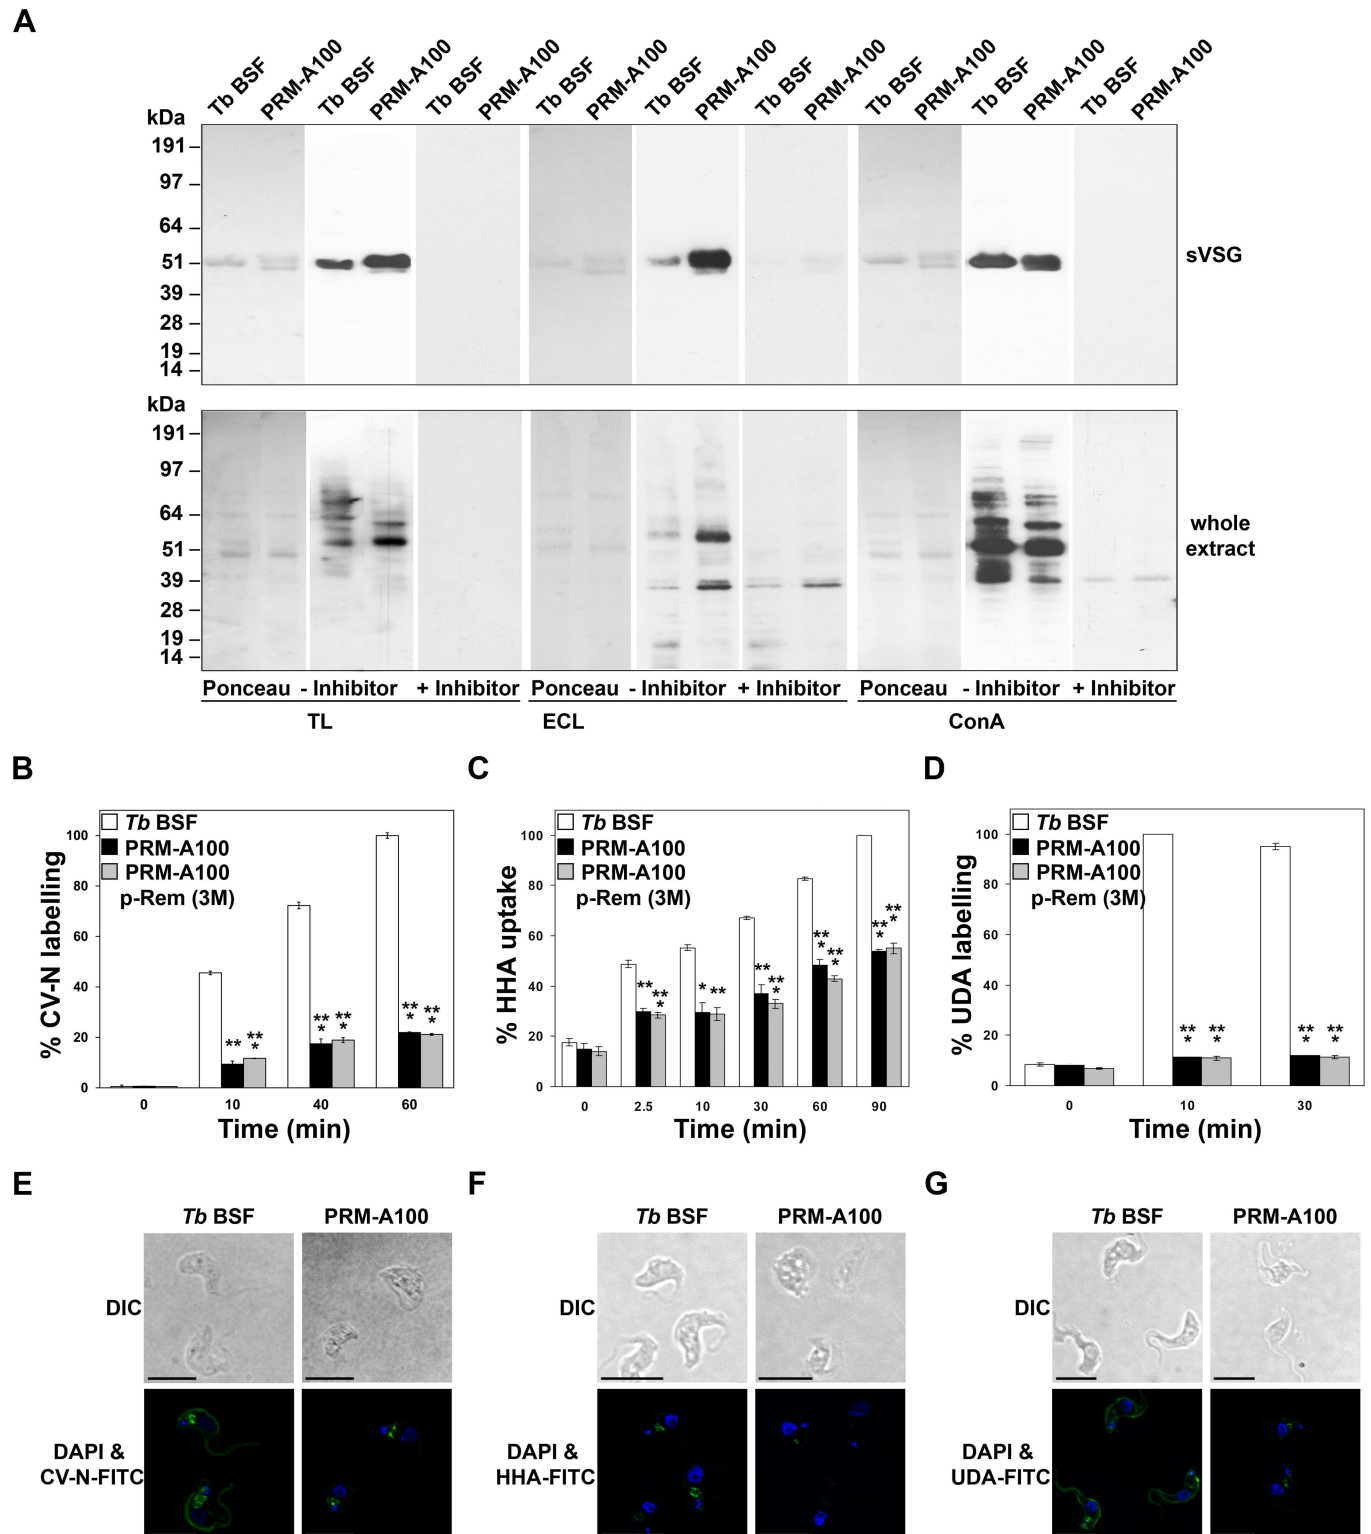 A
Tb BSF PRM-A100 Tb BSF PRM-A100 Tb BSF PRM-A100 Tb BSF PRM-A100 Tb BSF PRM-A100 Tb BSF PRM-A100 Tb BSF PRM-A100 Tb BSF PRM-A100 Tb BSF PRM-A100
kDa
191
97
64
51
39
28
19
14
sVSG
kDa
191
97
64
51
39
28
19
14
whole
extract
Ponceau - Inhibitor + Inhibitor Ponceau - Inhibitor + Inhibitor Ponceau - Inhibitor + Inhibitor
TL ECL ConA
B
% CV-N labelling
Tb BSF
PRM-A100
PRM-A100
p-Rem (3M)
100
80
60
40
20
0
** ** * ** * ** * ** * ** *
0 10 40 60
Time (min)
C
% HHA uptake
Tb BSF
PRM-A100
PRM-A100
p-Rem (3M)
100
80
60
40
20
0
** ** * * ** ** ** * ** * ** * ** * ** *
0 2.5 10 30 60 90
Time (min)
D
% UDA labelling
Tb BSF
PRM-A100
PRM-A100
p-Rem (3M)
100
80
60
40
20
0
** * ** * ** * ** *
0 10 30
Time (min)
E
Tb BSF PRM-A100
DIC
DAPI &
CV-N-FITC
F
Tb BSF PRM-A100
DAPI &
HHA-FITC
G
Tb BSF PRM-A100
DIC
DAPI &
UDA-FITC